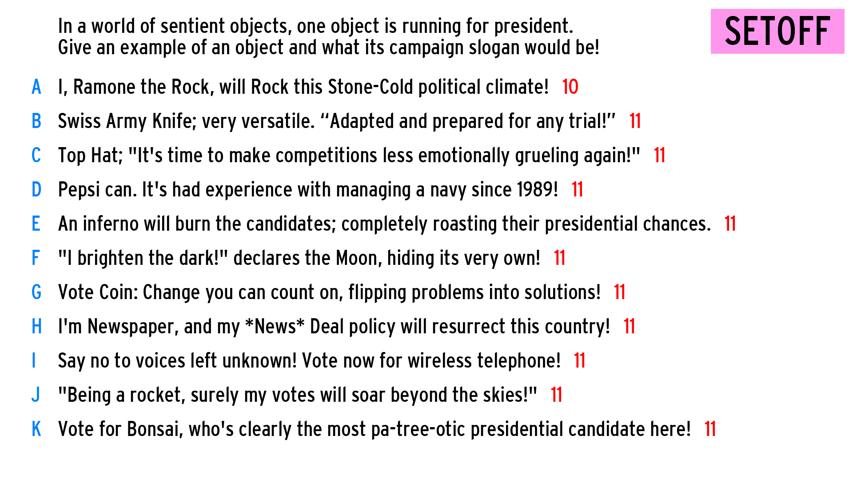 In a world of sentient objects, one object is running for president.
Give an example of an object and what its campaign slogan would be!
SETOFF
A I, Ramone the Rock, will Rock this Stone-Cold political climate! 10
B Swiss Army Knife; very versatile. “Adapted and prepared for any trial!” 11
C Top Hat; "It's time to make competitions less emotionally grueling again!" 11
D Pepsi can. It's had experience with managing a navy since 1989! 11
E An inferno will burn the candidates; completely roasting their presidential chances. 11
F "I brighten the dark!" declares the Moon, hiding its very own! 11
G Vote Coin: Change you can count on, flipping problems into solutions! 11
H I'm Newspaper, and my *News* Deal policy will resurrect this country! 11
I Say no to voices left unknown! Vote now for wireless telephone! 11
J "Being a rocket, surely my votes will soar beyond the skies!" 11
K Vote for Bonsai, who's clearly the most pa-tree-otic presidential candidate here! 11